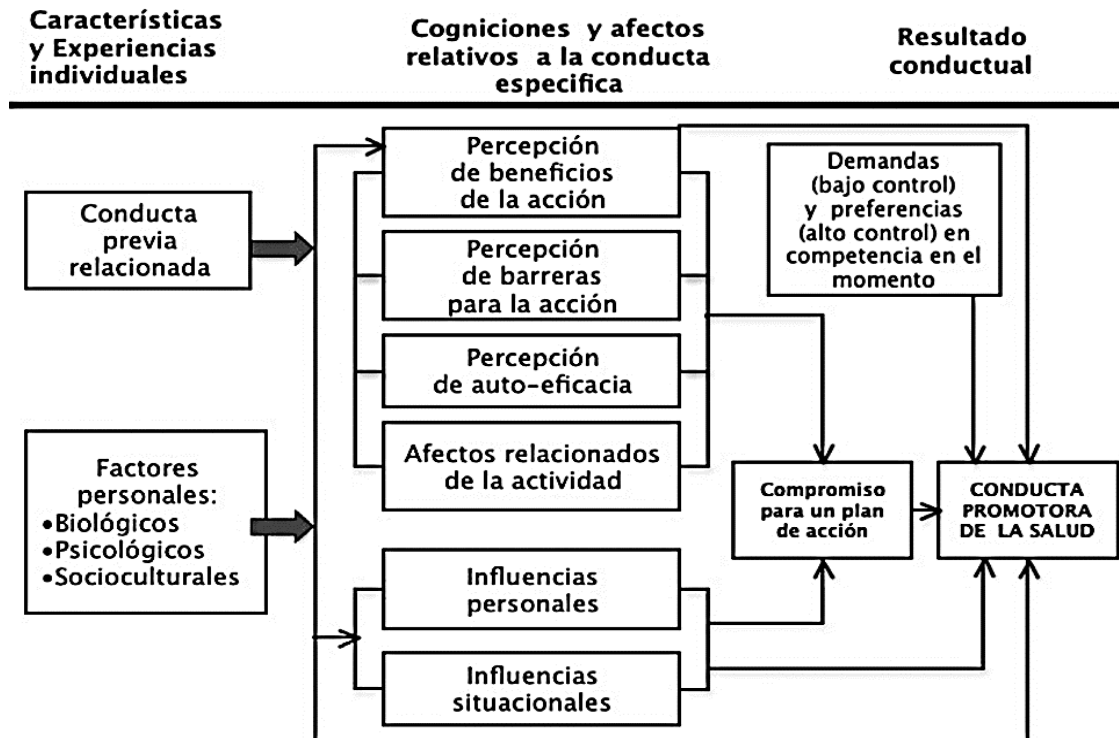 Características
y Experiencias
individuales
Cogniciones y afectos
relativos a la conducta
especifica
Resultado
conductual
Conducta
previa
relacionada
Factores
personales:
•Biológicos
•Psicológicos
•Socioculturales
Percepción
de beneficios
de la acción
Percepción
de barreras
para la acción
Percepción
de auto-eficacia
Afectos relacionados
de la actividad
Influencias
personales
Influencias
situacionales
Demandas
(bajo control)
y preferencias
(alto control) en
competencia en el
momento
Compromiso
para un plan
de acción
CONDUCTA
PROMOTORA
DE LA SALUD